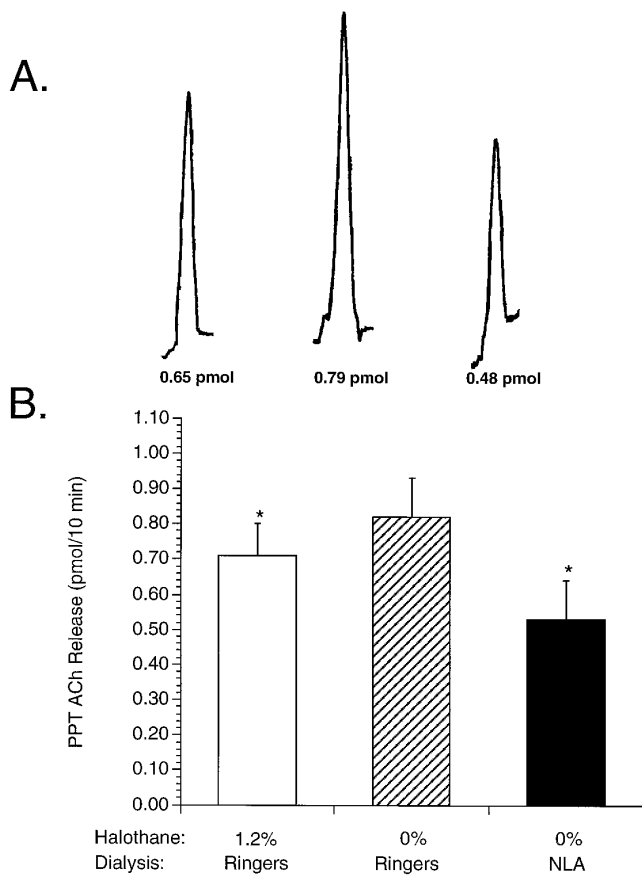 A.
0.65 pmol 0.79 pmol 0.48 pmol
B.
PPT ACh Release (pmol/10 min)
1.10
1.00
0.90
0.80
0.70
0.60
0.50
0.40
0.30
0.20
0.10
0.00
*
*
Halothane: 1.2% 0% 0%
Dialysis: Ringers Ringers NLA